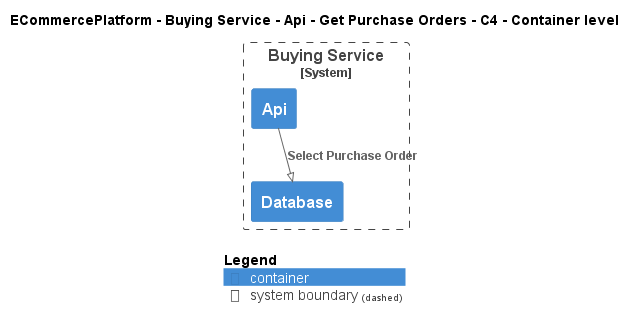 ECommercePlatform - Buying Service - Api - Get Purchase Orders - C4 - Container level
Buying Service
[System]
Api
Select Purchase Order
Database
Legend
container
system boundary (dashed)